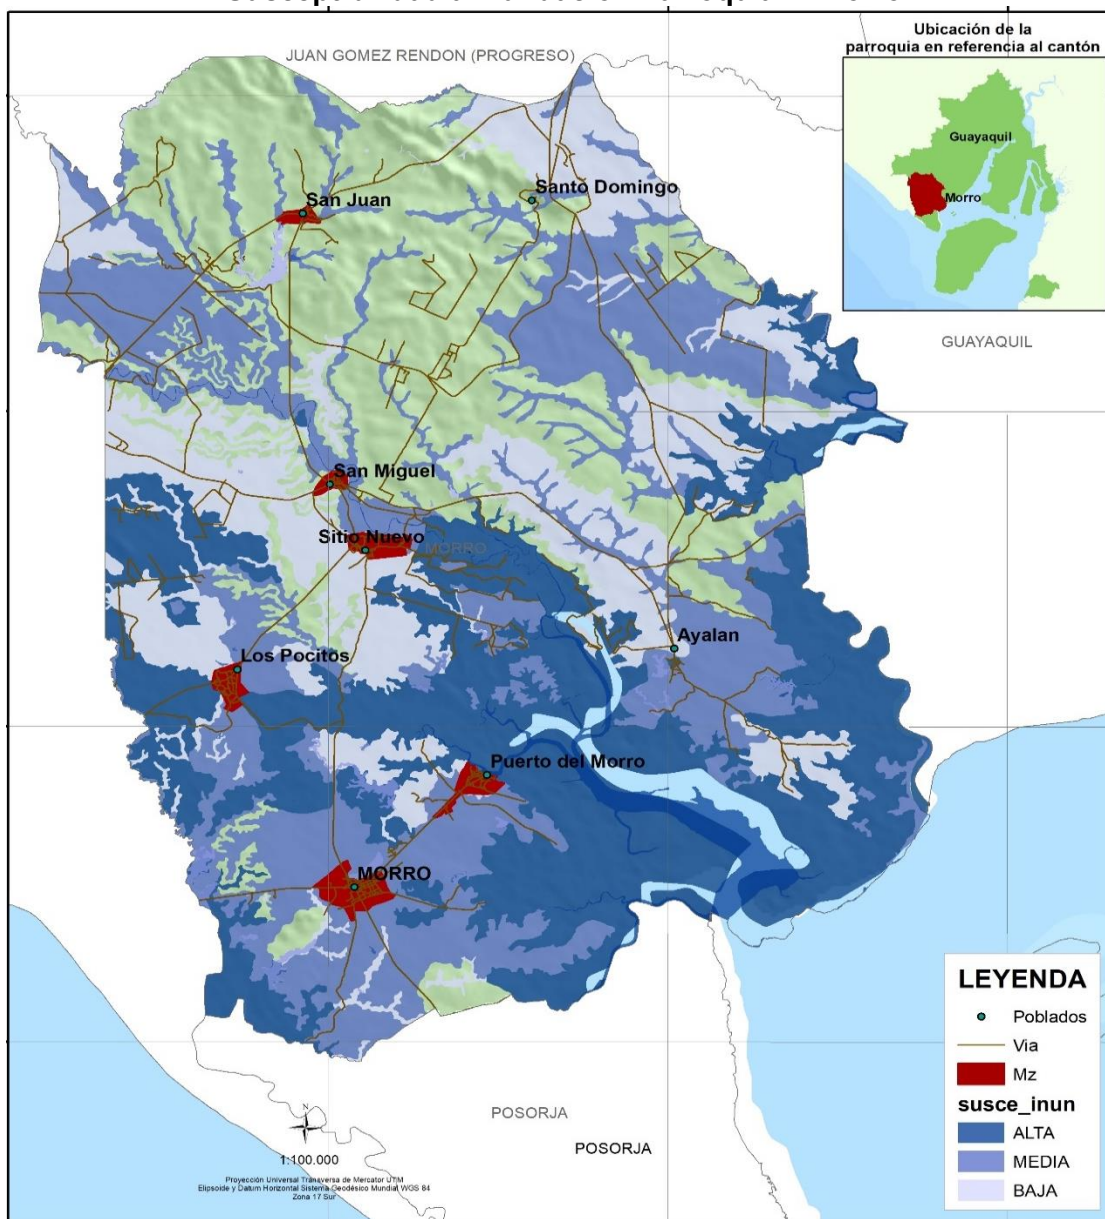 JUAN GOMEZ RENDON (PROGRESO)
Ubicación de la
parroquia en referencia al cantón
Guayaquil
Morro
San Juan
Santo Domingo
GUAYAQUIL
San Miguel
Sitio Nuevo
MORRO
Ayalan
Los Pocitos
Puerto del Morro
MORRO
LEYENDA
Poblados
Via
Mz
susce_inun
ALTA
MEDIA
BAJA
POSORJA
POSORJA
N
1:100.000
Proyección Universal Transversa de Mercator UTM
Elipsoide y Datum Horizontal Sistema Geodésico Mundial WGS 84
Zona 17 Sur